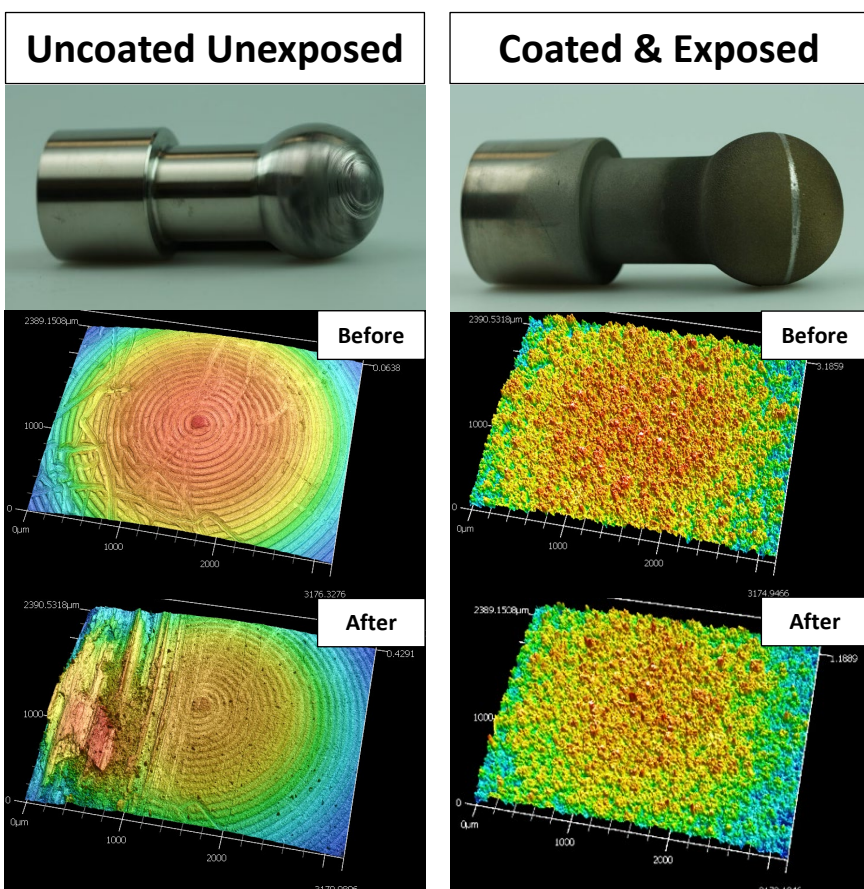 Uncoated Unexposed
Coated & Exposed
2389.1508µm
Before
0.0638
1000
0
0µm
1000
2000
3176.3276
2390.5318µm
Before
3.1859
1000
0
0µm
1000
2000
3174.9466
2390.5318µm
After
0.4291
1000
0
0µm
1000
2000
2389.1508µm
After
1.1889
1000
0
0µm
1000
2000